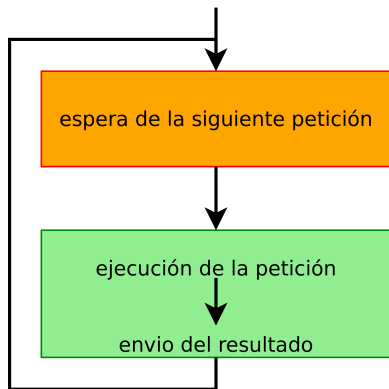 espera de la siguiente petición
ejecución de la petición
envio del resultado